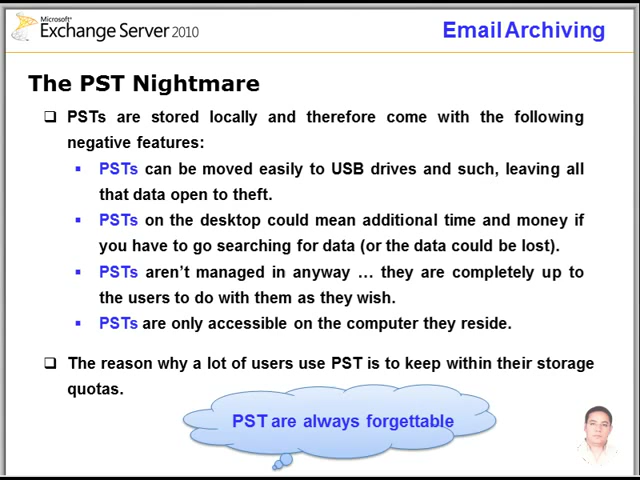 Microsoft®
Exchange Server 2010
Email Archiving
The PST Nightmare
❑ PSTs are stored locally and therefore come with the following
negative features:
▪ PSTs can be moved easily to USB drives and such, leaving all
that data open to theft.
▪ PSTs on the desktop could mean additional time and money if
you have to go searching for data (or the data could be lost).
▪ PSTs aren't managed in anyway … they are completely up to
the users to do with them as they wish.
▪ PSTs are only accessible on the computer they reside.
❑ The reason why a lot of users use PST is to keep within their storage
quotas.
PST are always forgettable